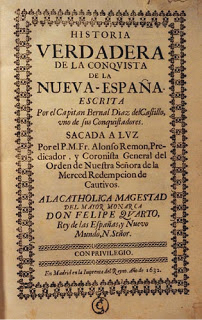 HISTORIA
VERDADERA
DE LA CONQVISTA
DE LA
NUEVA·ESPAÑA.
ESCRITA
Por el Capitan Bernal Diaz del Castillo,
vno de sus Conquistadores.
SACADA A LVZ
Por el P.M. Fr. Alonso Remon, Pre-
dicador, y Coronista General del
Orden de Nuestra Señora de la
Merced Redempcion de
Cautivos.
A LA CATHOLICA MAGESTAD
DEL MAYOR MONARCA
DON FELIPE QVARTO,
Rey de las Españas, y Nuevo
Mundo, N. Señor.
CON PRIVILEGIO.
En Madrid en la Imprenta del Reyno. Año de 1632.